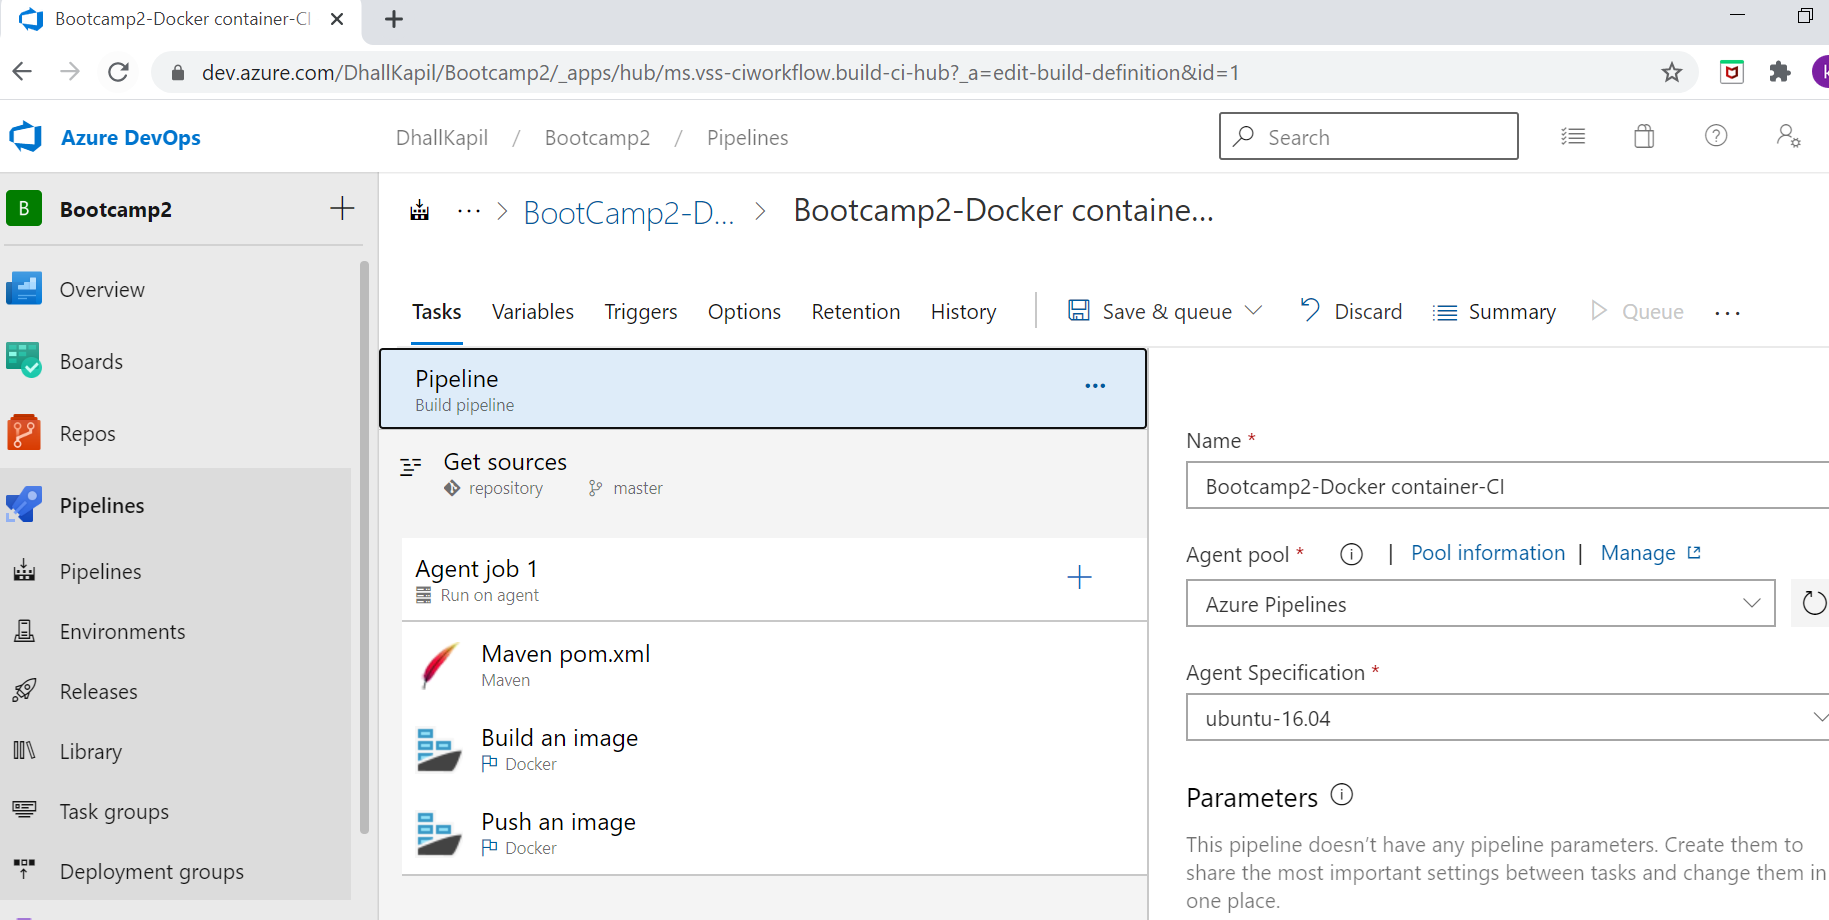 Bootcamp2-Docker container-CI
dev.azure.com/DhallKapil/Bootcamp2/_apps/hub/ms.vss-ciworkflow.build-ci-hub?_a=edit-build-definition&id=1
Azure DevOps
DhallKapil / Bootcamp2 / Pipelines
Search
B Bootcamp2
Overview
Boards
Repos
Pipelines
Pipelines
Environments
Releases
Library
Task groups
Deployment groups
... > BootCamp2-D... > Bootcamp2-Docker containe...
Tasks Variables Triggers Options Retention History Save & queue Discard Summary Queue ...
Pipeline ...
Build pipeline
Get sources
repository master
Agent job 1
Run on agent
Maven pom.xml
Maven
Build an image
Docker
Push an image
Docker
Name *
Bootcamp2-Docker container-CI
Agent pool * | Pool information | Manage
Azure Pipelines
Agent Specification *
ubuntu-16.04
Parameters
This pipeline doesn't have any pipeline parameters. Create them to
share the most important settings between tasks and change them in
one place.